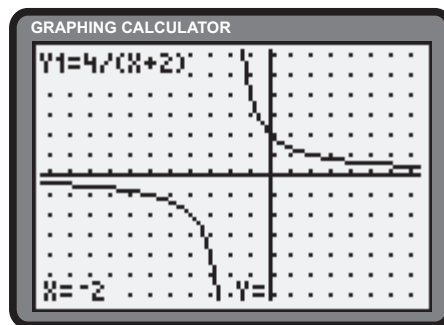 GRAPHING CALCULATOR
Y1=4/(X+2)
X=-2 Y=